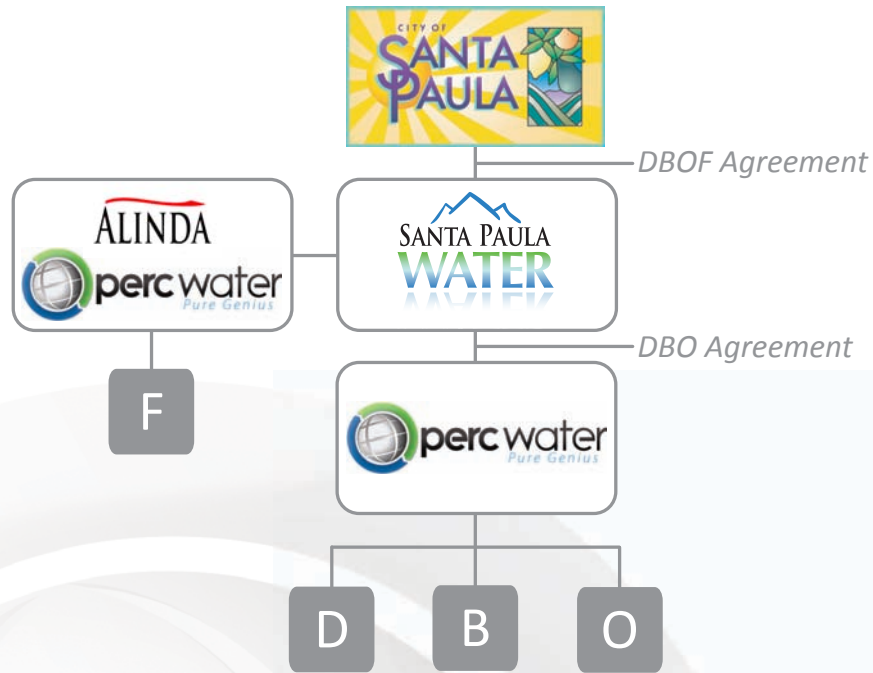 CITY OF
SANTA
PAULA
DBOF Agreement
ALINDA
perc water
Pure Genius
SANTA PAULA
WATER
DBO Agreement
F
perc water
Pure Genius
D
B
O